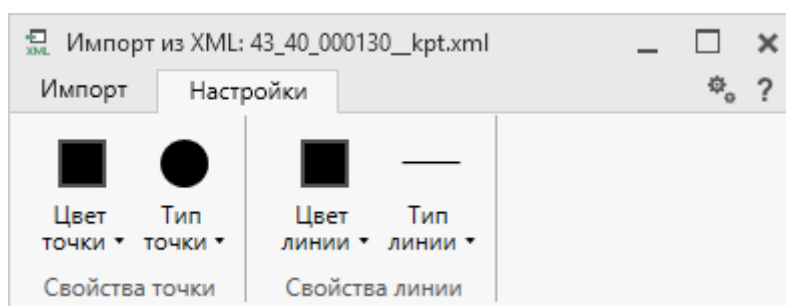 XML Импорт из XML: 43_40_000130__kpt.xml
Импорт Настройки ?
Цвет точки Тип точки Цвет линии Тип линии
Свойства точки Свойства линии